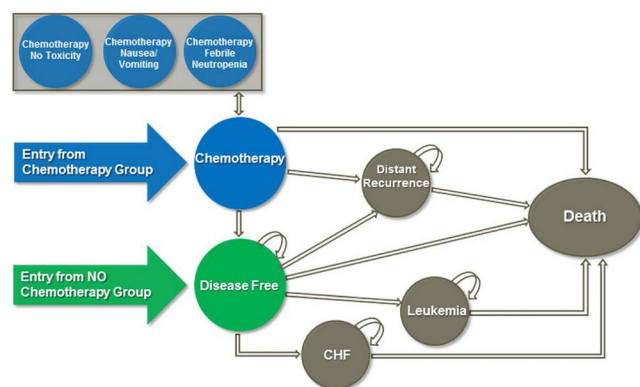 Chemotherapy
No Toxicity
Chemotherapy
Nausea/
Vomiting
Chemotherapy
Febrile
Neutropenia
Entry from
Chemotherapy Group
Chemotherapy
Distant
Recurrence
Death
Entry from NO
Chemotherapy Group
Disease Free
Leukemia
CHF